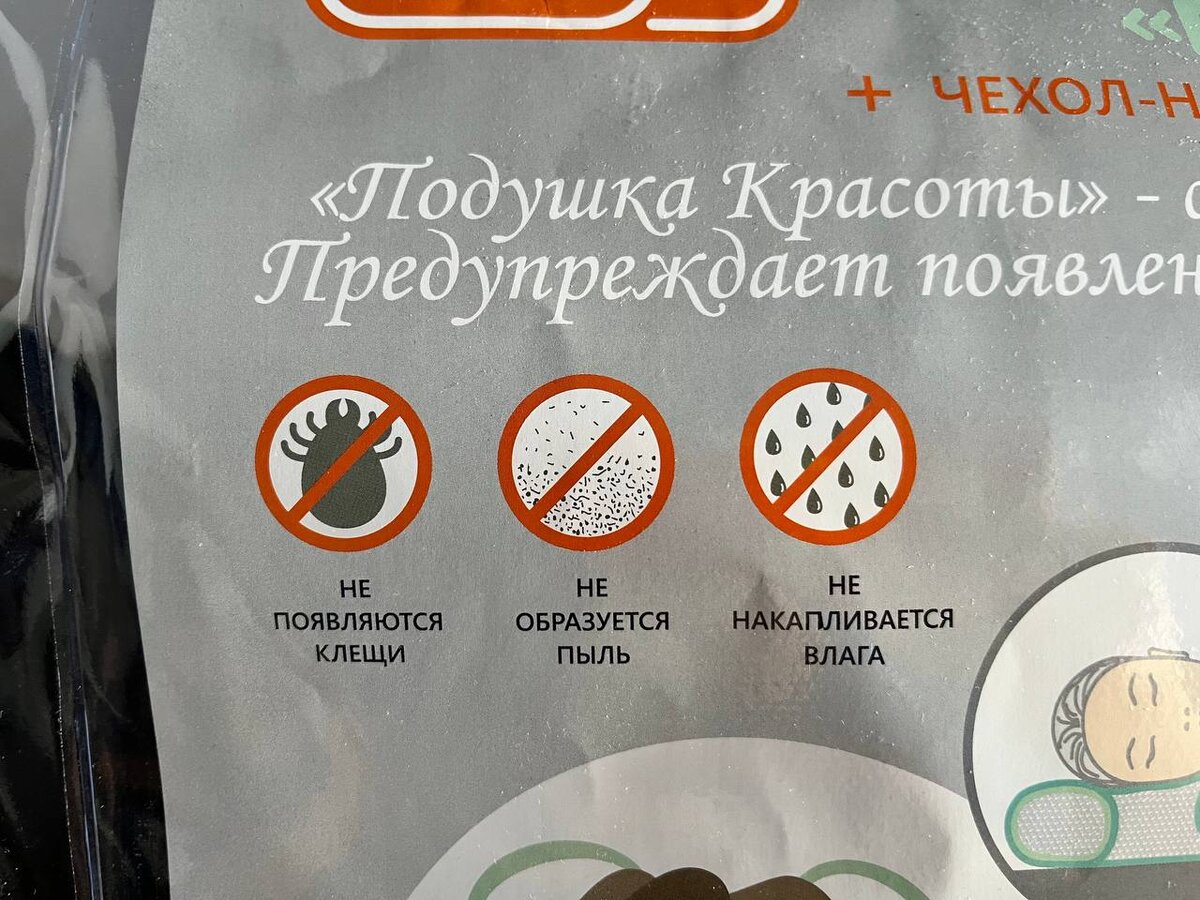 + ЧЕХОЛ-Н
«Подушка Красоты» -
Предупреждает появлен
НЕ
ПОЯВЛЯЮТСЯ
КЛЕЩИ
НЕ
ОБРАЗУЕТСЯ
ПЫЛЬ
НЕ
НАКАПЛИВАЕТСЯ
ВЛАГА